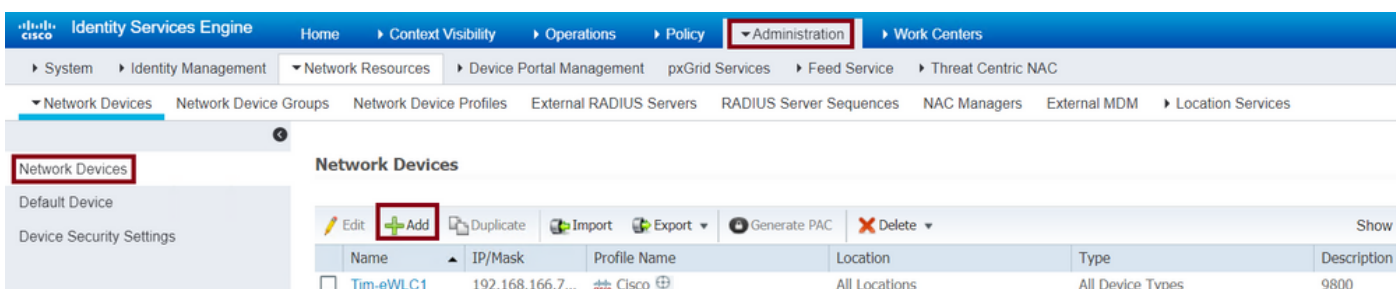 cisco Identity Services Engine Home Context Visibility Operations Policy Administration Work Centers
System Identity Management Network Resources Device Portal Management pxGrid Services Feed Service Threat Centric NAC
Network Devices Network Device Groups Network Device Profiles External RADIUS Servers RADIUS Server Sequences NAC Managers External MDM Location Services
Network Devices
Default Device
Device Security Settings
Network Devices
Edit Add Duplicate Import Export Generate PAC Delete Show
Name IP/Mask Profile Name Location Type Description
Tim-eWLC1 192.168.166.7... Cisco All Locations All Device Types 9800